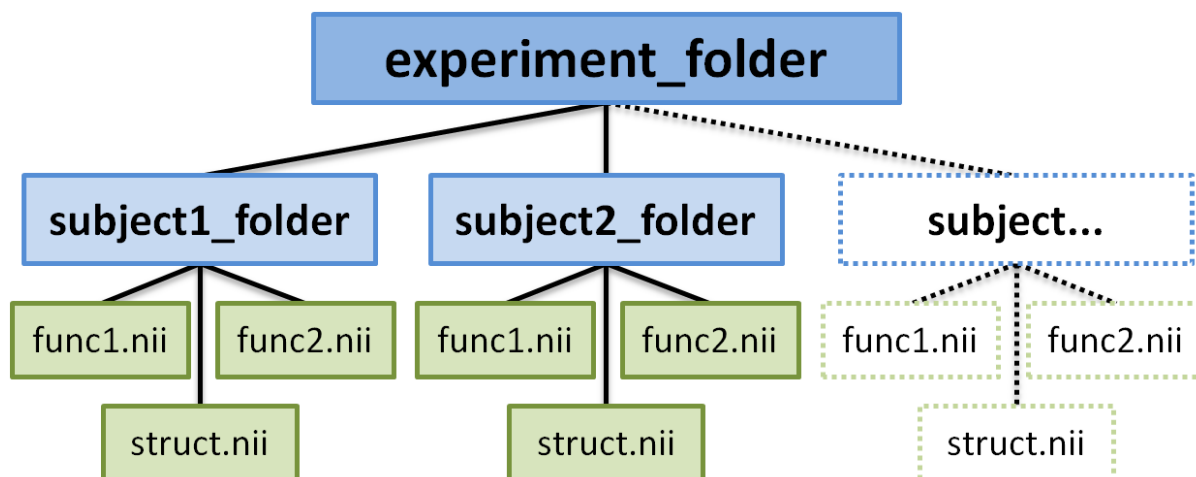 experiment_folder
subject1_folder
subject2_folder
subject...
func1.nii
func2.nii
func1.nii
func2.nii
func1.nii
func2.nii
struct.nii
struct.nii
struct.nii